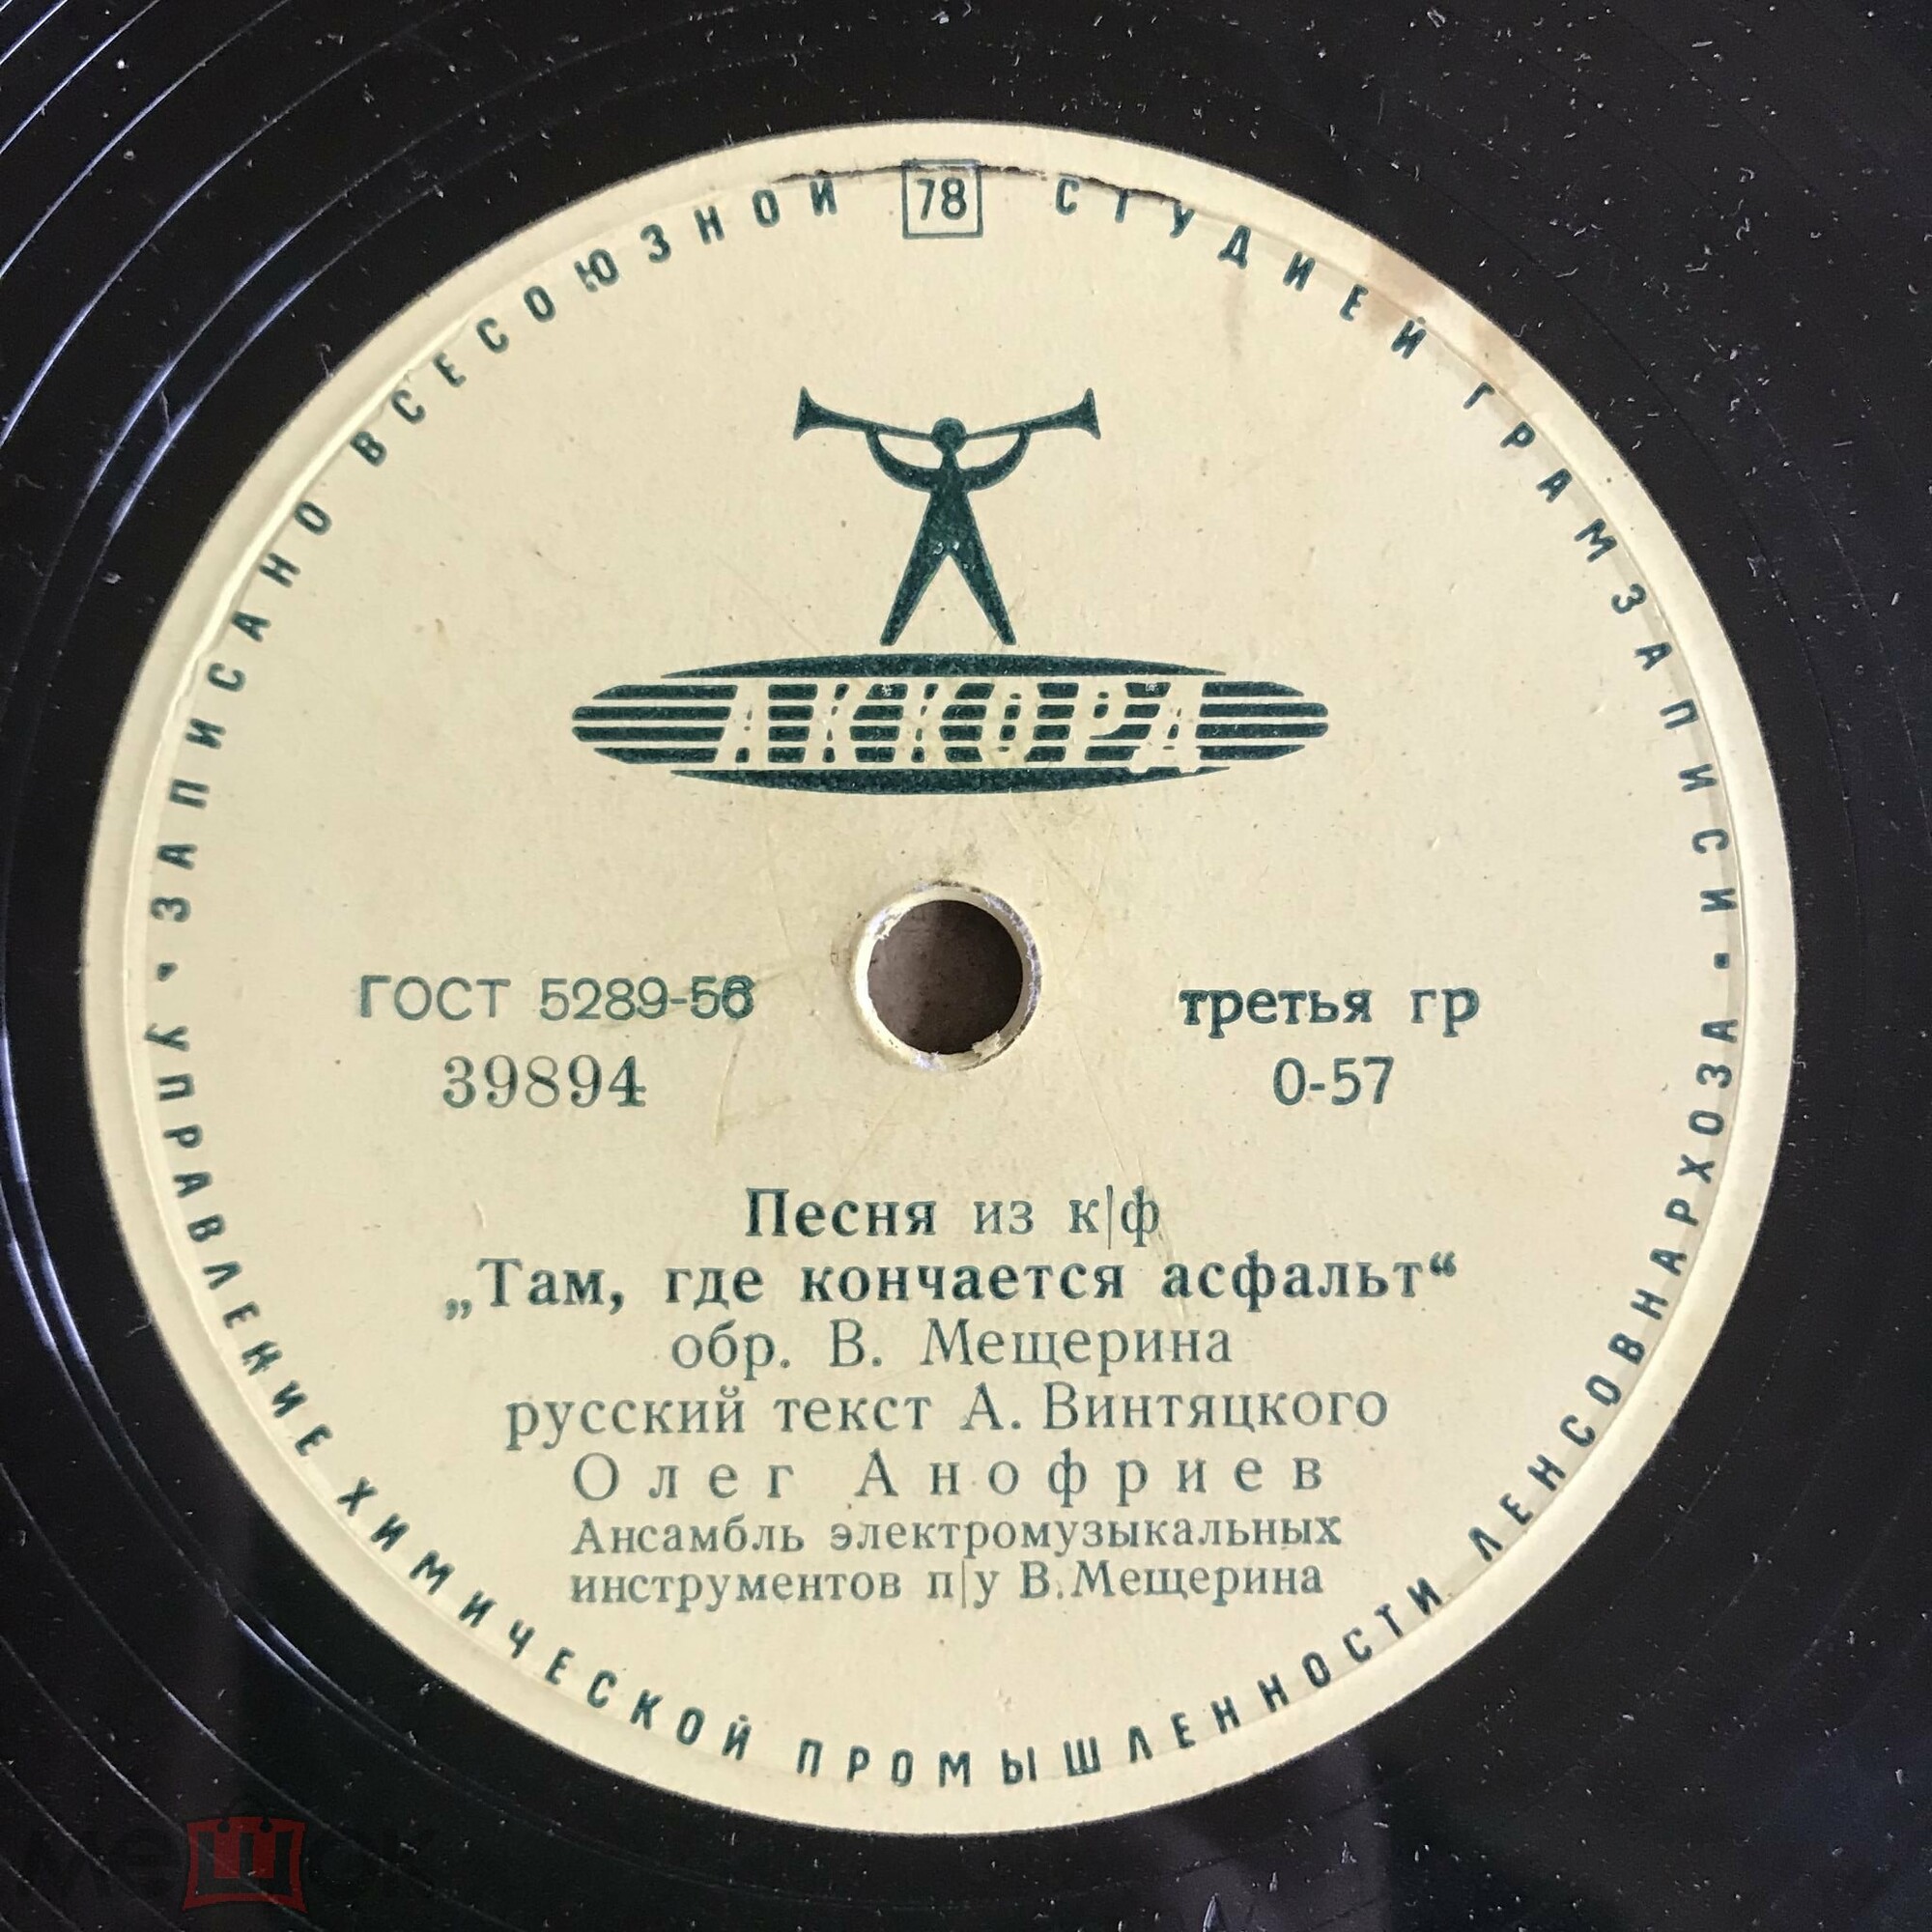 ЗАПИСАНО ВСЕСОЮЗНОЙ 78 СТУДИЕЙ ГРАМЗАПИСИ
АККОРД
ГОСТ 5289-56
третья гр
39894
0-57
Песня из к|ф
„Там, где кончается асфальт“
обр. В. Мещерина
русский текст А. Винтяцкого
Олег Анофриев
Ансамбль электромузыкальных
инструментов п|у В. Мещерина
УПРАВЛЕНИЕ ХИМИЧЕСКОЙ ПРОМЫШЛЕННОСТИ ЛЕНСОВНАРХОЗА
мешок